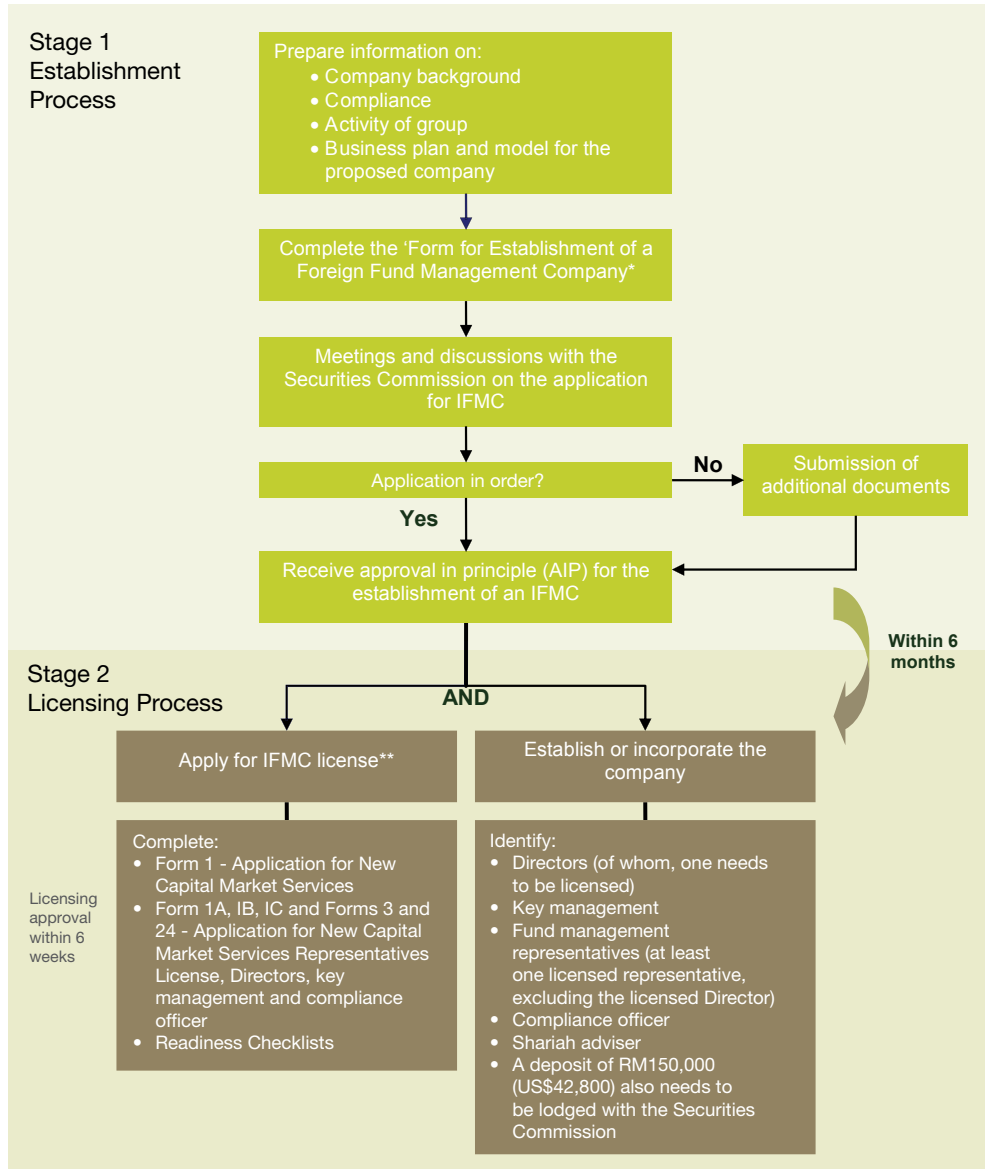 Stage 1
Establishment
Process
Prepare information on:
• Company background
• Compliance
• Activity of group
• Business plan and model for the
proposed company
Complete the ‘Form for Establishment of a
Foreign Fund Management Company*
Meetings and discussions with the
Securities Commission on the application
for IFMC
Application in order?
No
Submission of
additional documents
Yes
Receive approval in principle (AIP) for the
establishment of an IFMC
Within 6
months
Stage 2
Licensing Process
AND
Apply for IFMC license**
Establish or incorporate the
company
Licensing
approval
within 6
weeks
Complete:
• Form 1 - Application for New
Capital Market Services
• Form 1A, IB, IC and Forms 3 and
24 - Application for New Capital
Market Services Representatives
License, Directors, key
management and compliance
officer
• Readiness Checklists
Identify:
• Directors (of whom, one needs
to be licensed)
• Key management
• Fund management
representatives (at least
one licensed representative,
excluding the licensed Director)
• Compliance officer
• Shariah adviser
• A deposit of RM150,000
(US$42,800) also needs to
be lodged with the Securities
Commission